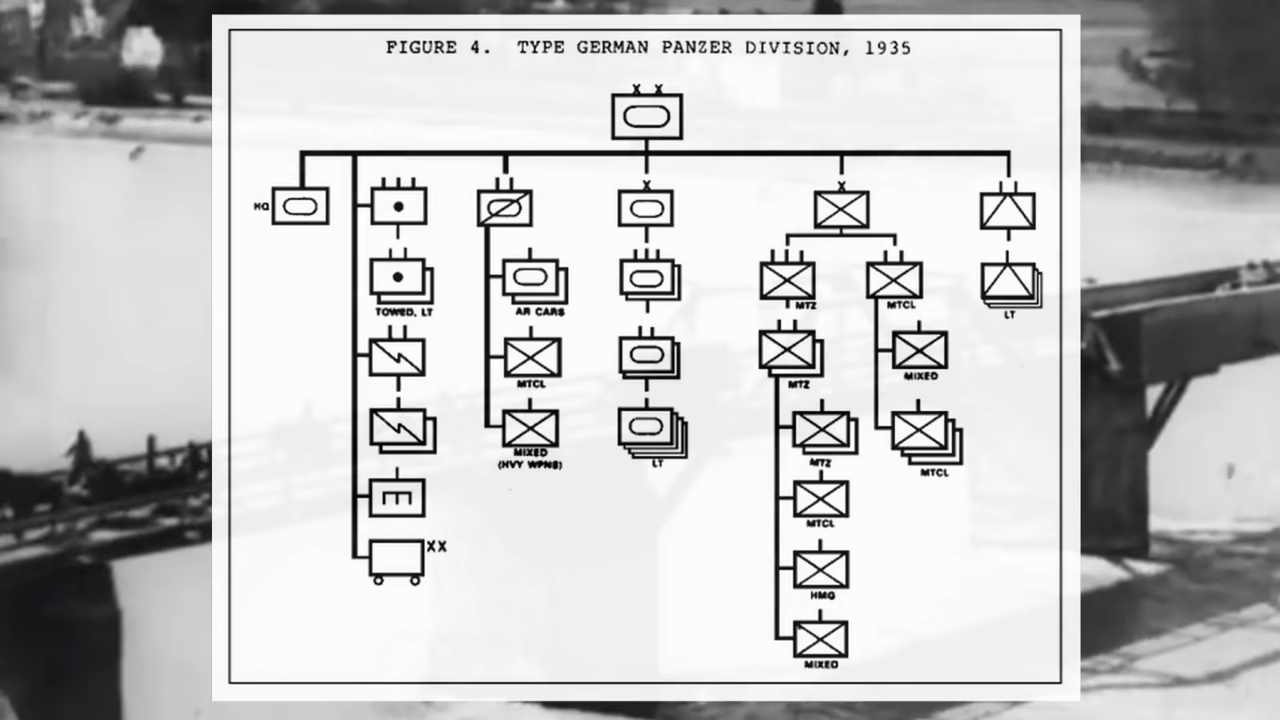 FIGURE 4. TYPE GERMAN PANZER DIVISION, 1935
X X
X
X
HQ
TOWED, LT
AR CARS
MTZ
MTCL
LT
MTCL
MTZ
MIXED
MIXED
(HVY WPNS)
LT
MTZ
MTCL
MTCL
XX
HMG
MIXED